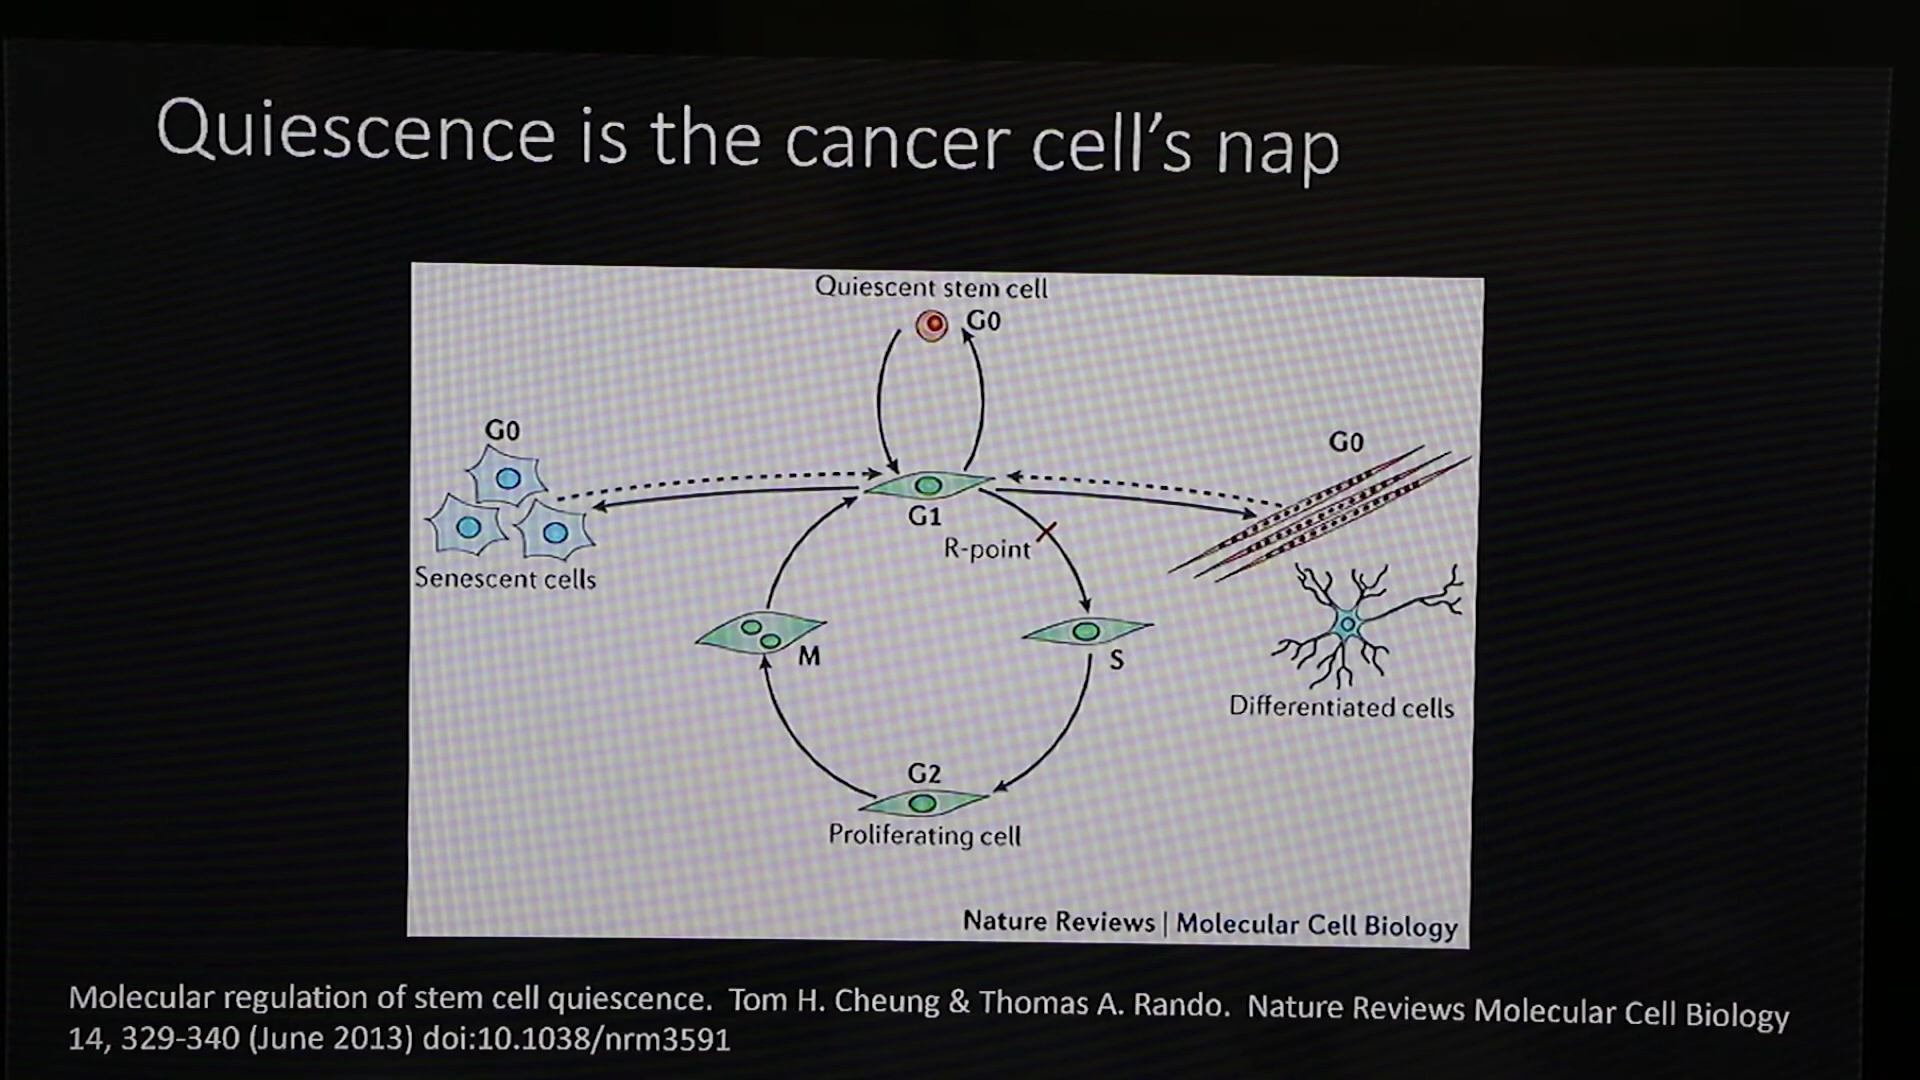 Quiescence is the cancer cell's nap
Quiescent stem cell
G0
G0
G0
G1
R-point
Senescent cells
M
S
Differentiated cells
G2
Proliferating cell
Nature Reviews | Molecular Cell Biology
Molecular regulation of stem cell quiescence. Tom H. Cheung & Thomas A. Rando. Nature Reviews Molecular Cell Biology
14, 329-340 (June 2013) doi:10.1038/nrm3591